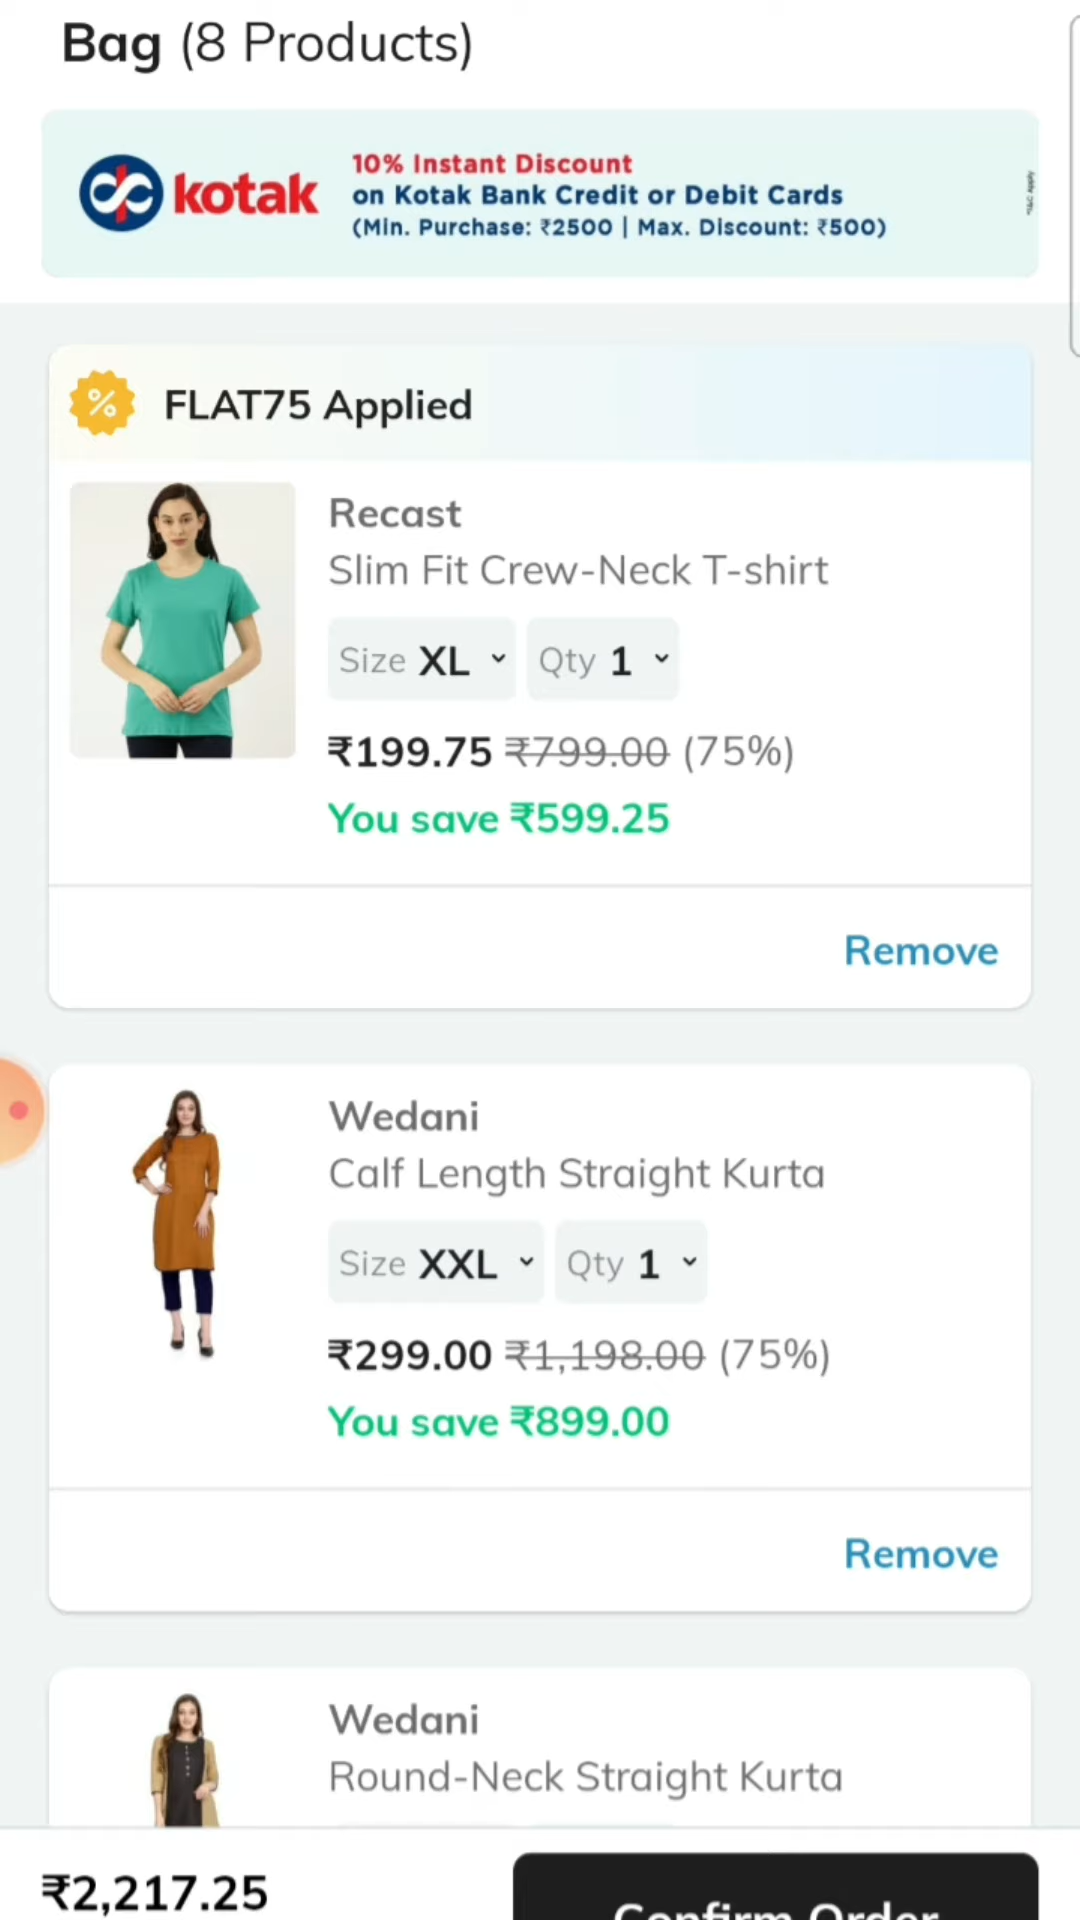 Bag (8 Products)
kotak
10% Instant Discount
on Kotak Bank Credit or Debit Cards
(Min. Purchase: ₹2500 | Max. Discount: ₹500)
FLAT75 Applied
Recast
Slim Fit Crew-Neck T-shirt
Size XL Qty 1
₹199.75 ₹799.00 (75%)
You save ₹599.25
Remove
Wedani
Calf Length Straight Kurta
Size XXL Qty 1
₹299.00 ₹1,198.00 (75%)
You save ₹899.00
Remove
Wedani
Round-Neck Straight Kurta
₹2,217.25
Confirm Order